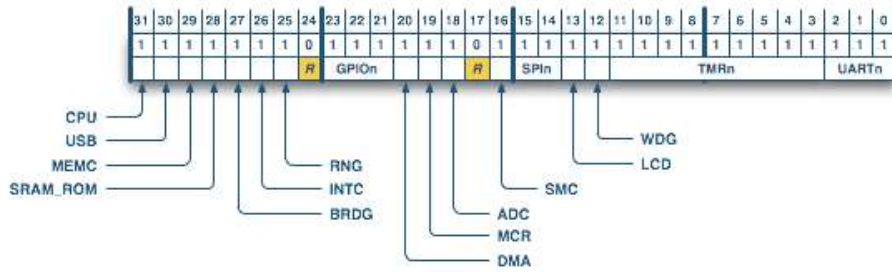 31 30 29 28 27 26 25 24 23 22 21 20 19 18 17 16 15 14 13 12 11 10 9 8 7 6 5 4 3 2 1 0
1 1 1 1 1 1 1 0 1 1 1 1 1 1 0 1 1 1 1 1 1 1 1 1 1 1 1 1 1 1 1 1
R GPIOn R SPIn TMRn UARTn
CPU
USB
MEMC
SRAM_ROM
RNG
INTC
BRDG
ADC
MCR
DMA
SMC
WDG
LCD